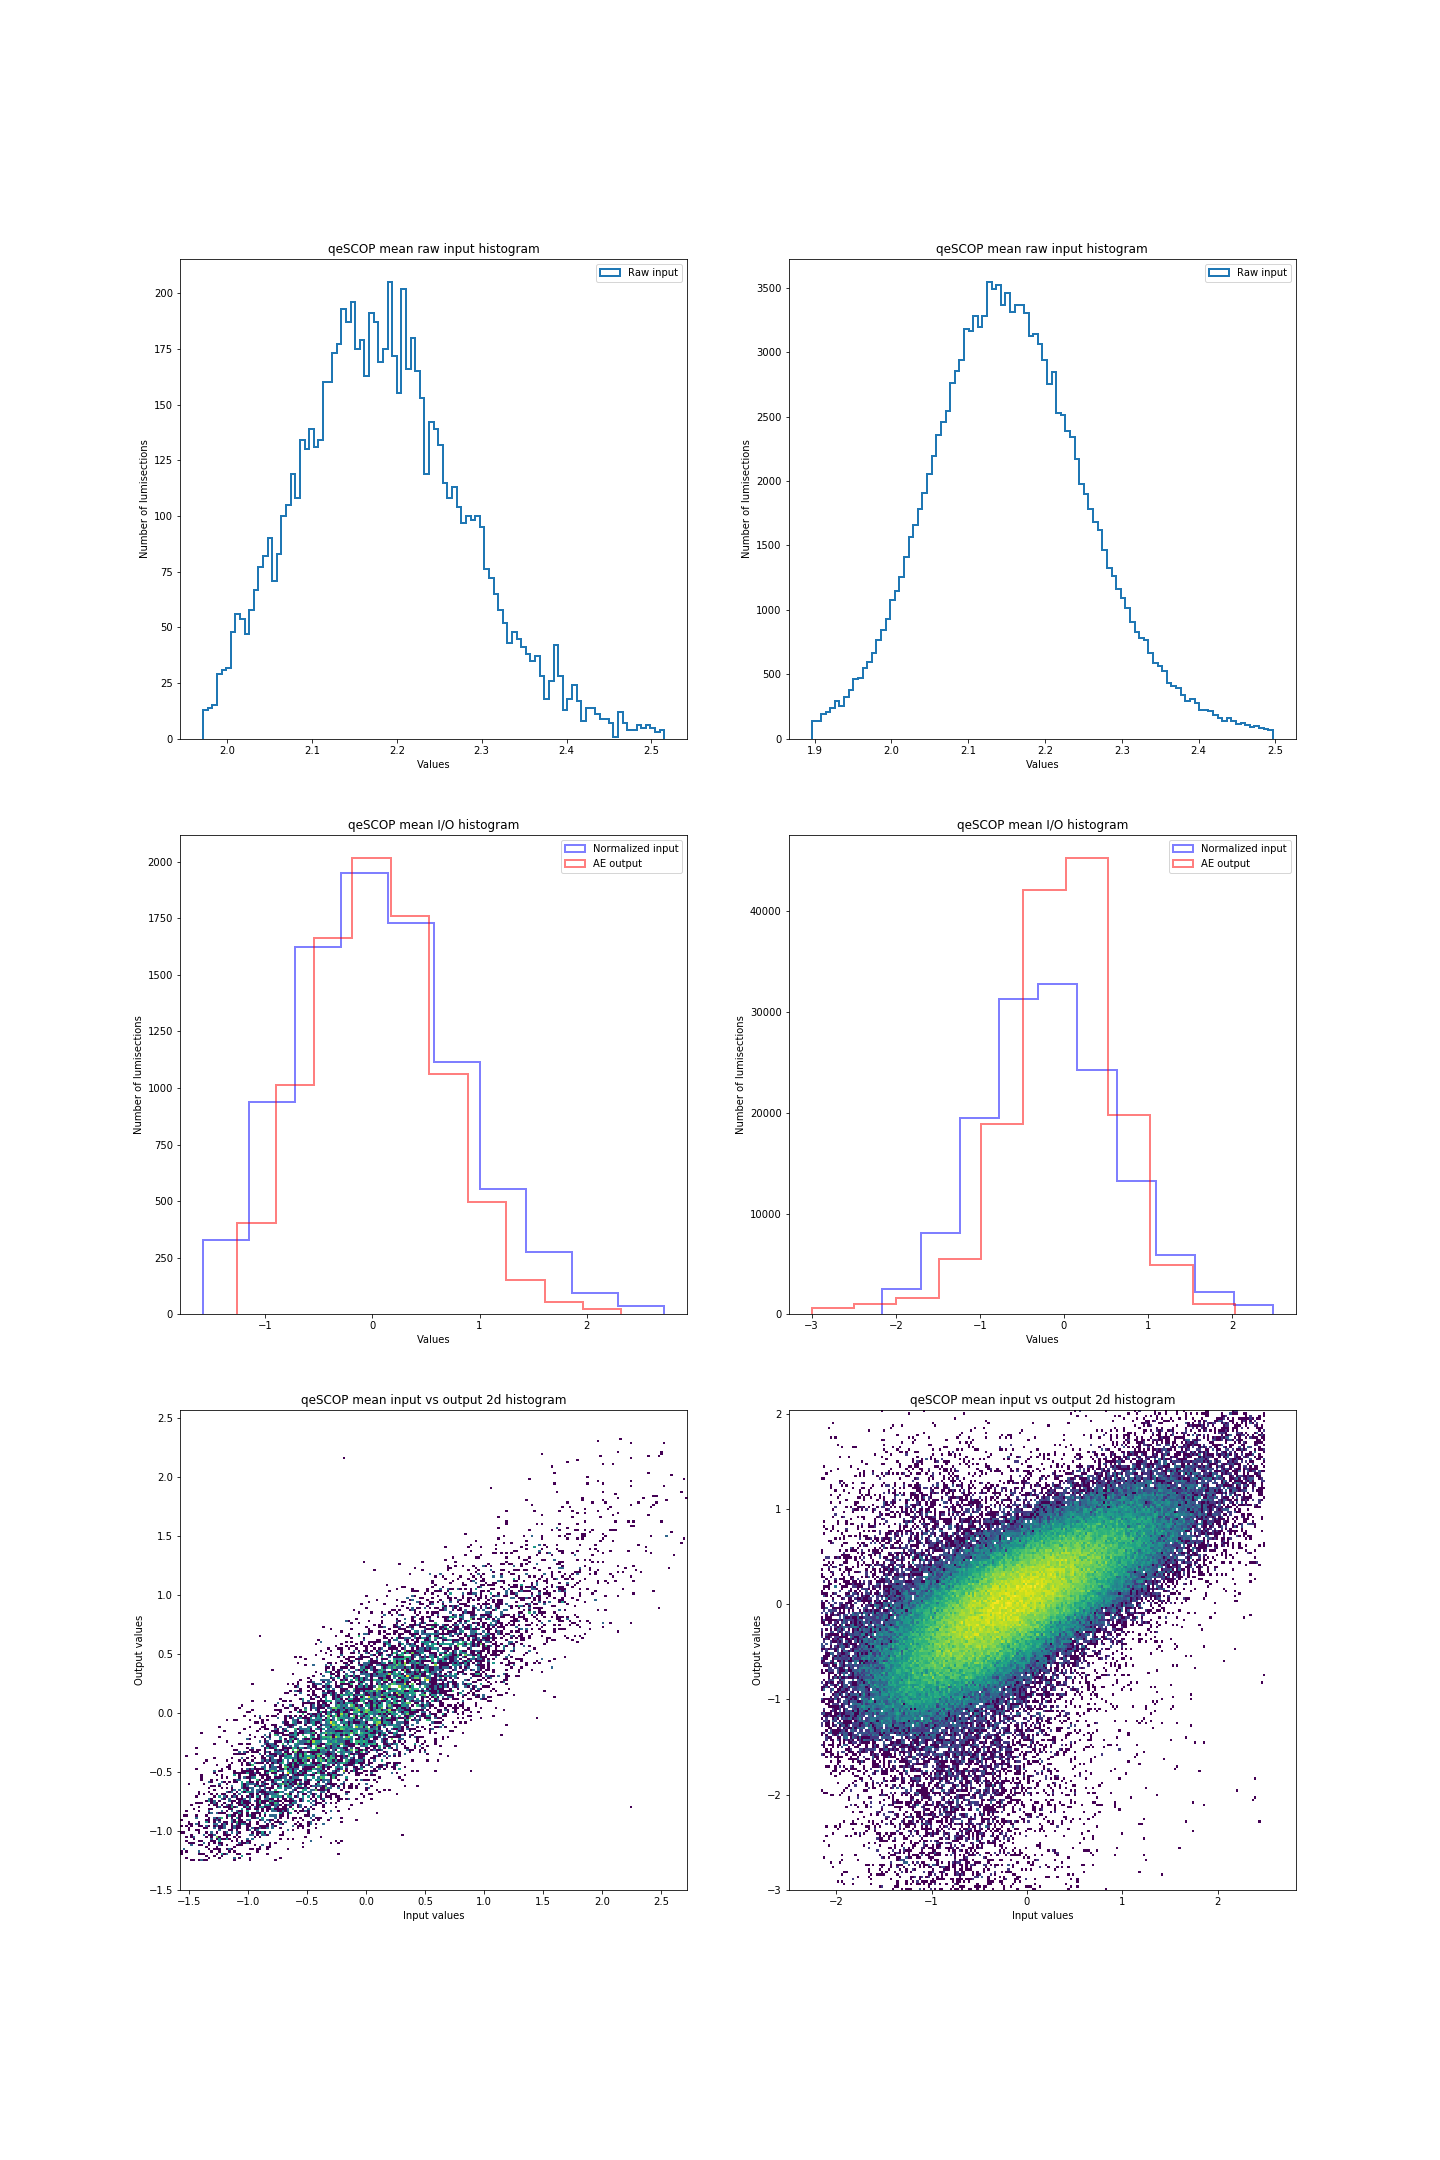 qeSCOP mean raw input histogram
Raw input
Number of lumisections
200
175
150
125
100
75
50
25
0
2.0 2.1 2.2 2.3 2.4 2.5
Values
qeSCOP mean raw input histogram
Raw input
Number of lumisections
3500
3000
2500
2000
1500
1000
500
0
1.9 2.0 2.1 2.2 2.3 2.4 2.5
Values
qeSCOP mean I/O histogram
Normalized input
AE output
Number of lumisections
2000
1750
1500
1250
1000
750
500
250
0
−1 0 1 2
Values
qeSCOP mean I/O histogram
Normalized input
AE output
Number of lumisections
40000
30000
20000
10000
0
−3 −2 −1 0 1 2
Values
qeSCOP mean input vs output 2d histogram
Output values
2.5
2.0
1.5
1.0
0.5
0.0
−0.5
−1.0
−1.5
−1.5 −1.0 −0.5 0.0 0.5 1.0 1.5 2.0 2.5
Input values
qeSCOP mean input vs output 2d histogram
Output values
2
1
0
−1
−2
−3
−2 −1 0 1 2
Input values